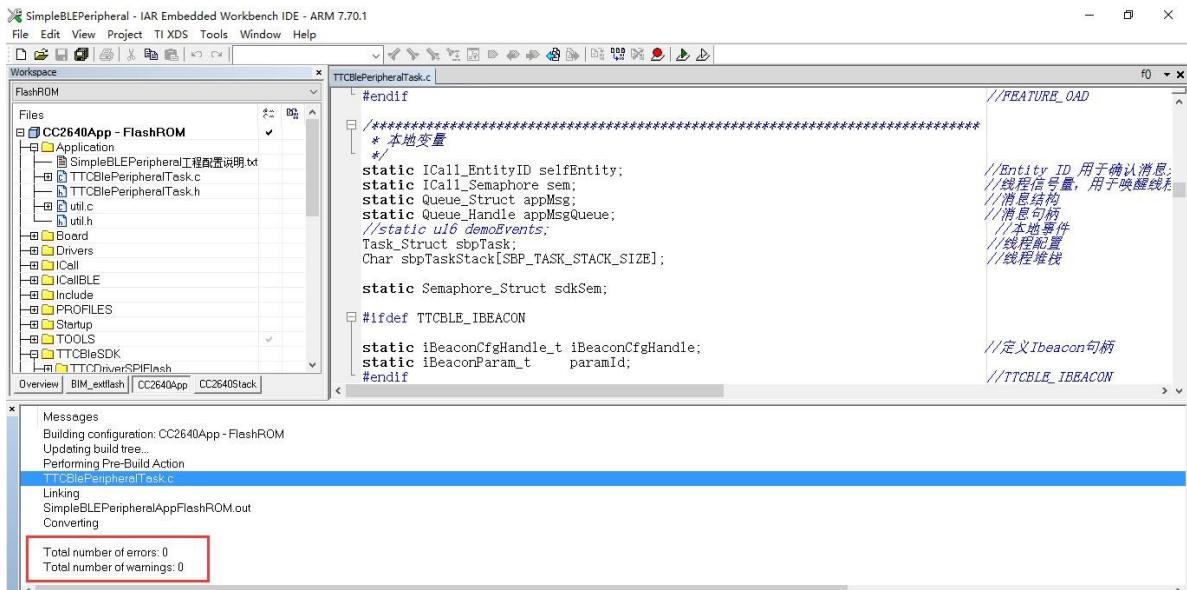 SimpleBLEPeripheral - IAR Embedded Workbench IDE - ARM 7.70.1
File Edit View Project TI XDS Tools Window Help
Workspace
FlashROM
Files
CC2640App - FlashROM
Application
SimpleBLEPeripheral工程配置说明.txt
TTCBlePeripheralTask.c
TTCBlePeripheralTask.h
util.c
util.h
Board
Drivers
ICall
ICallBLE
Include
PROFILES
Startup
TOOLS
TTCBleSDK
TTCDriverSPIFlash
Overview BIM_extflash CC2640App CC2640Stack
TTCBlePeripheralTask.c
f()
#endif //FEATURE_OAD
/******************************************************************************
* 本地变量
*/
static ICall_EntityID selfEntity; //Entity ID 用于确认消息
static ICall_Semaphore sem; //线程信号量, 用于唤醒线程
static Queue_Struct appMsg; //消息结构
static Queue_Handle appMsgQueue; //消息句柄
//static u16 demoEvents; //本地事件
Task_Struct sbpTask; //线程配置
Char sbpTaskStack[SBP_TASK_STACK_SIZE]; //线程堆栈
static Semaphore_Struct sdkSem;
#ifdef TTCBLE_IBEACON
static iBeaconCfgHandle_t iBeaconCfgHandle; //定义Ibeacon句柄
static iBeaconParam_t paramId;
#endif //TTCBLE_IBEACON
Messages
Building configuration: CC2640App - FlashROM
Updating build tree...
Performing Pre-Build Action
TTCBlePeripheralTask.c
Linking
SimpleBLEPeripheralAppFlashROM.out
Converting
Total number of errors: 0
Total number of warnings: 0